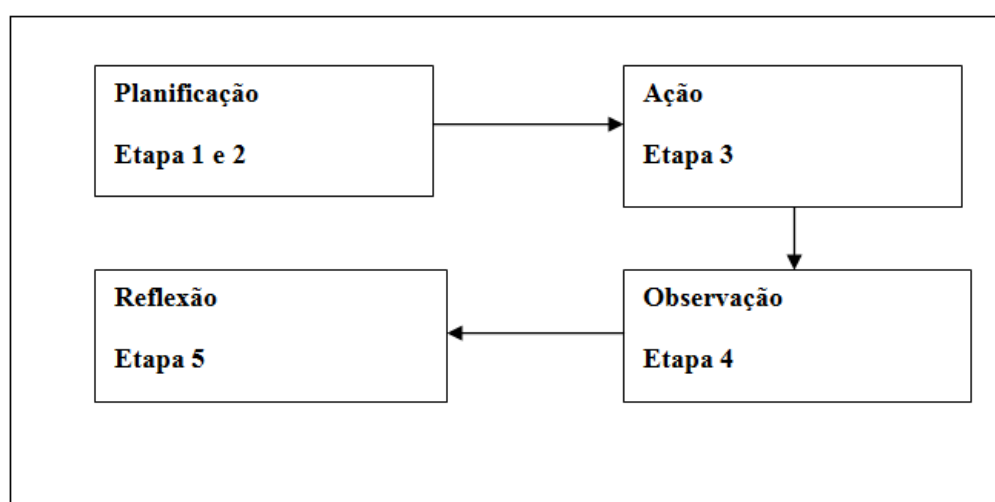 Planificação
Etapa 1 e 2
Ação
Etapa 3
Reflexão
Etapa 5
Observação
Etapa 4